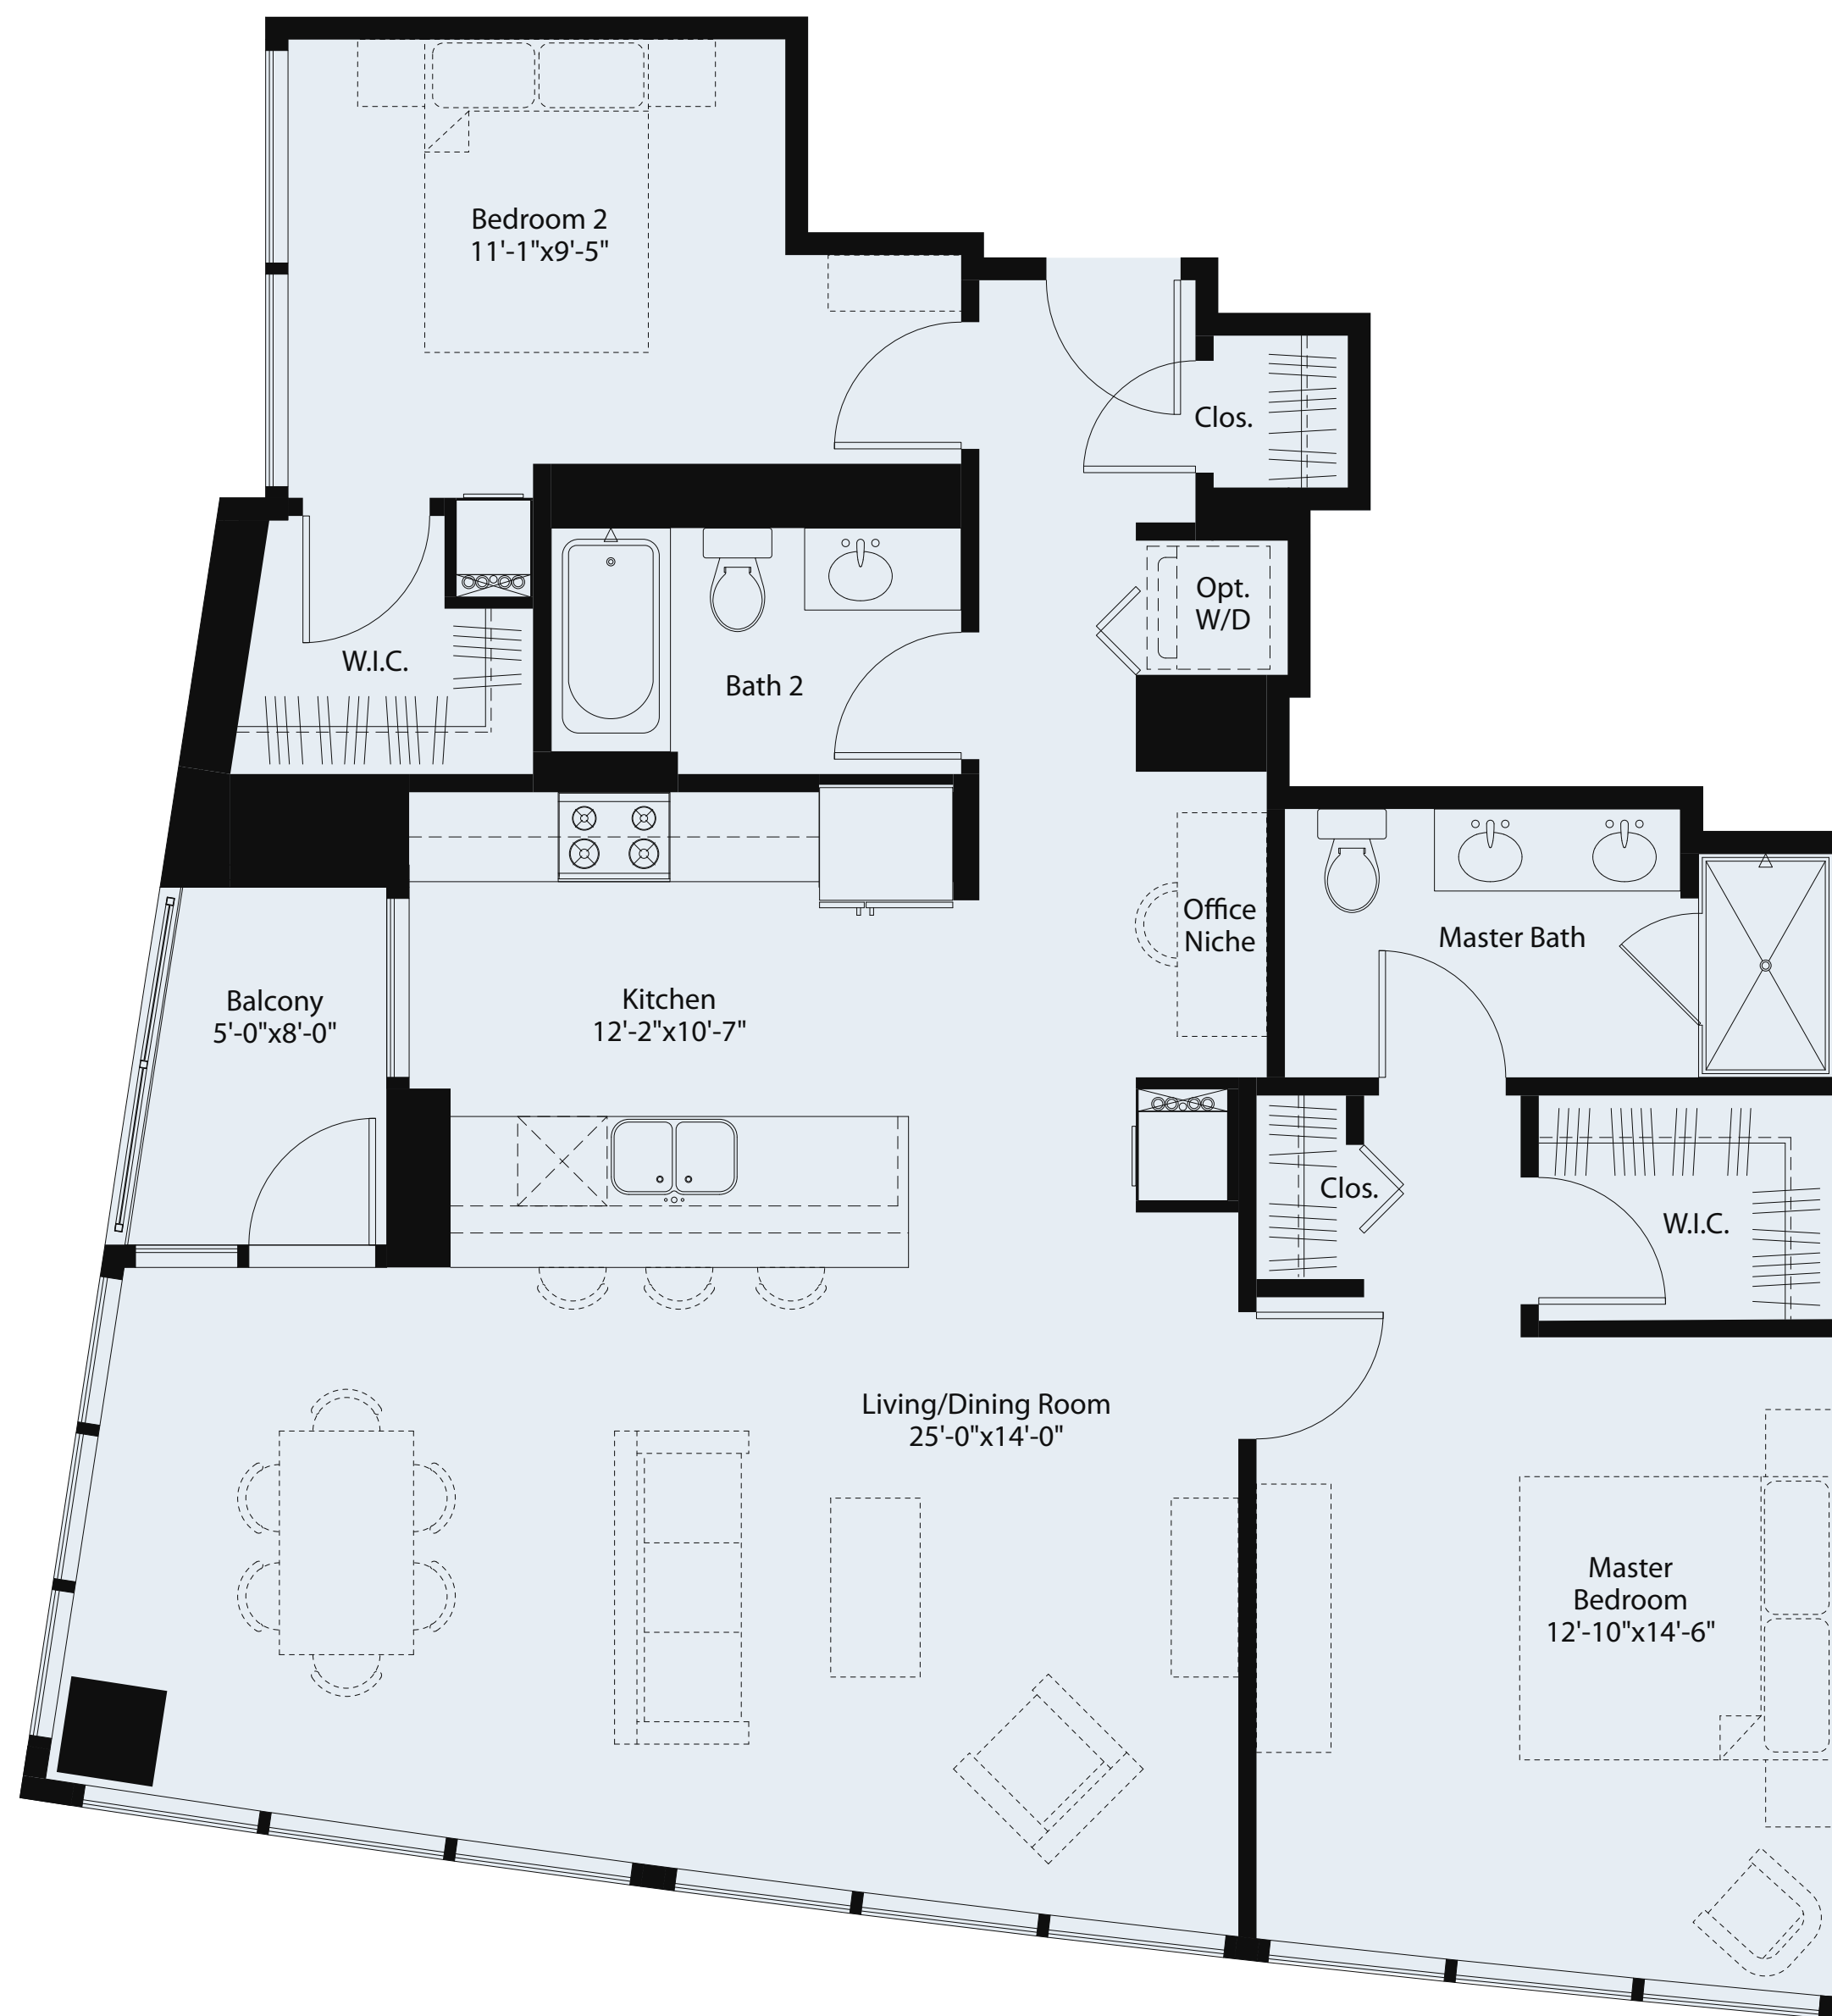 Bedroom 2
11'-1"x9'-5"
Clos.
Opt.
W/D
W.I.C.
Bath 2
Office
Niche
Master Bath
Balcony
5'-0"x8'-0"
Kitchen
12'-2"x10'-7"
Clos.
W.I.C.
Living/Dining Room
25'-0"x14'-0"
Master
Bedroom
12'-10"x14'-6"